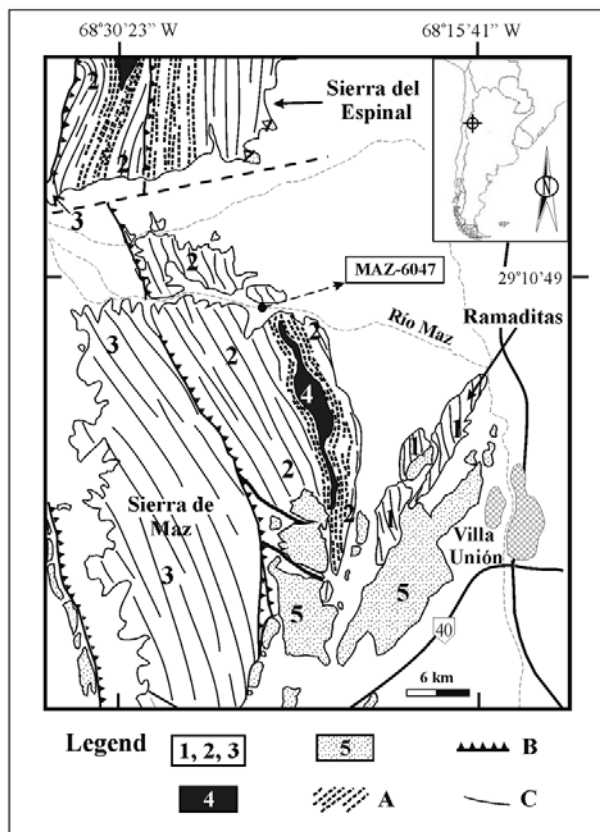 68°30'23" W
68°15'41" W
2
Sierra del
Espinal
2
N
3
2
MAZ-6047
29°10'49
Río Maz
Ramaditas
3
2
2
4
1
1
2
Sierra de
Maz
2
1
Villa
Unión
3
5
5
40
6 km
Legend
1, 2, 3
5
B
4
A
C